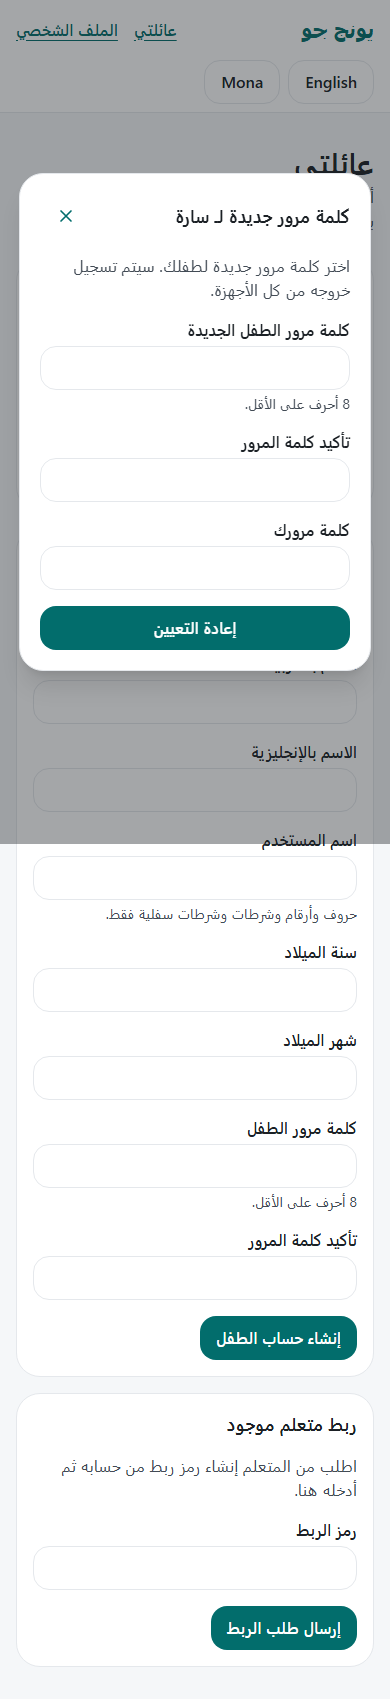 يونج جو
عائلتي
الملف الشخصي
English
Mona
عائلتي
كلمة مرور جديدة لـ سارة
اختر كلمة مرور جديدة لطفلك. سيتم تسجيل
خروجه من كل الأجهزة.
كلمة مرور الطفل الجديدة
8 أحرف على الأقل.
تأكيد كلمة المرور
كلمة مرورك
إعادة التعيين
الاسم بالإنجليزية
اسم المستخدم
حروف وأرقام وشرطات وشرطات سفلية فقط.
سنة الميلاد
شهر الميلاد
كلمة مرور الطفل
8 أحرف على الأقل.
تأكيد كلمة المرور
إنشاء حساب الطفل
ربط متعلم موجود
اطلب من المتعلم إنشاء رمز ربط من حسابه ثم
أدخله هنا.
رمز الربط
إرسال طلب الربط